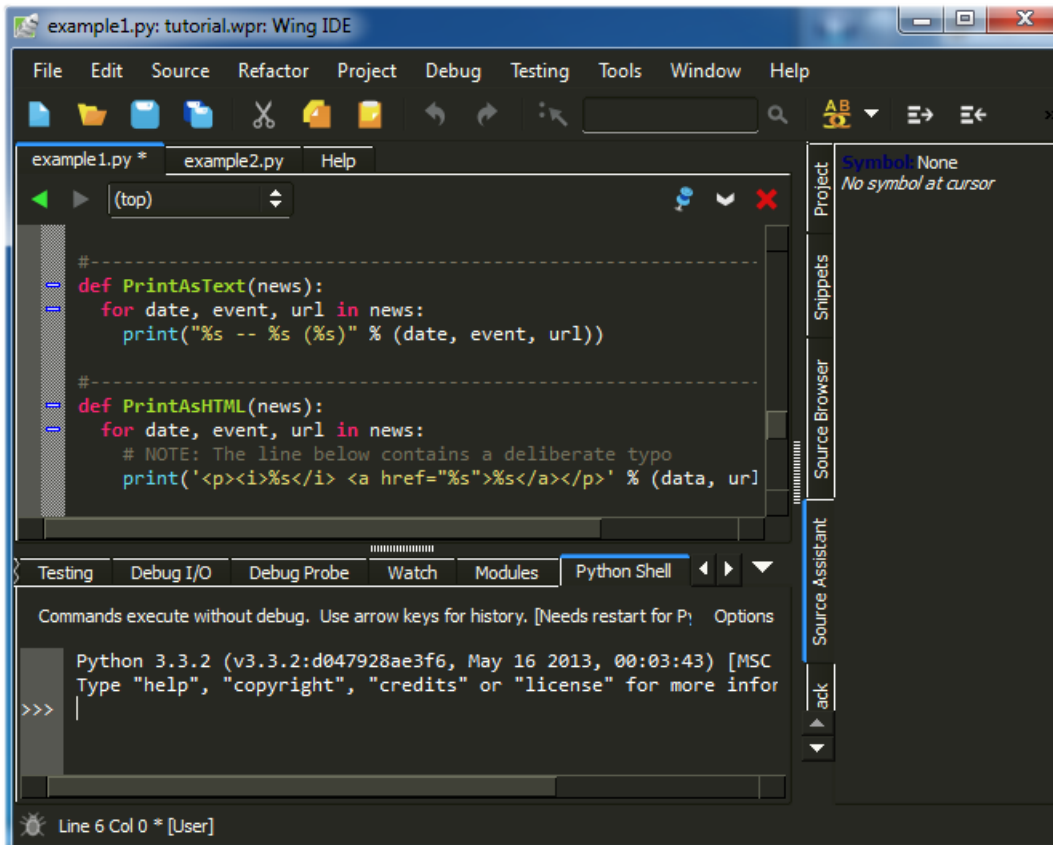 example1.py: tutorial.wpr: Wing IDE
File Edit Source Refactor Project Debug Testing Tools Window Help
AB
example1.py * example2.py Help
(top)
#------------------------------------------------------------
def PrintAsText(news):
  for date, event, url in news:
    print("%s -- %s (%s)" % (date, event, url))
#------------------------------------------------------------
def PrintAsHTML(news):
  for date, event, url in news:
    # NOTE: The line below contains a deliberate typo
    print('<p><i>%s</i> <a href="%s">%s</a></p>' % (data, url
Testing Debug I/O Debug Probe Watch Modules Python Shell
Commands execute without debug. Use arrow keys for history. [Needs restart for Py Options
Python 3.3.2 (v3.3.2:d047928ae3f6, May 16 2013, 00:03:43) [MSC
Type "help", "copyright", "credits" or "license" for more infor
>>>
Project
Snippets
Source Browser
Source Assistant
ack
Symbol: None
No symbol at cursor
Line 6 Col 0 * [User]